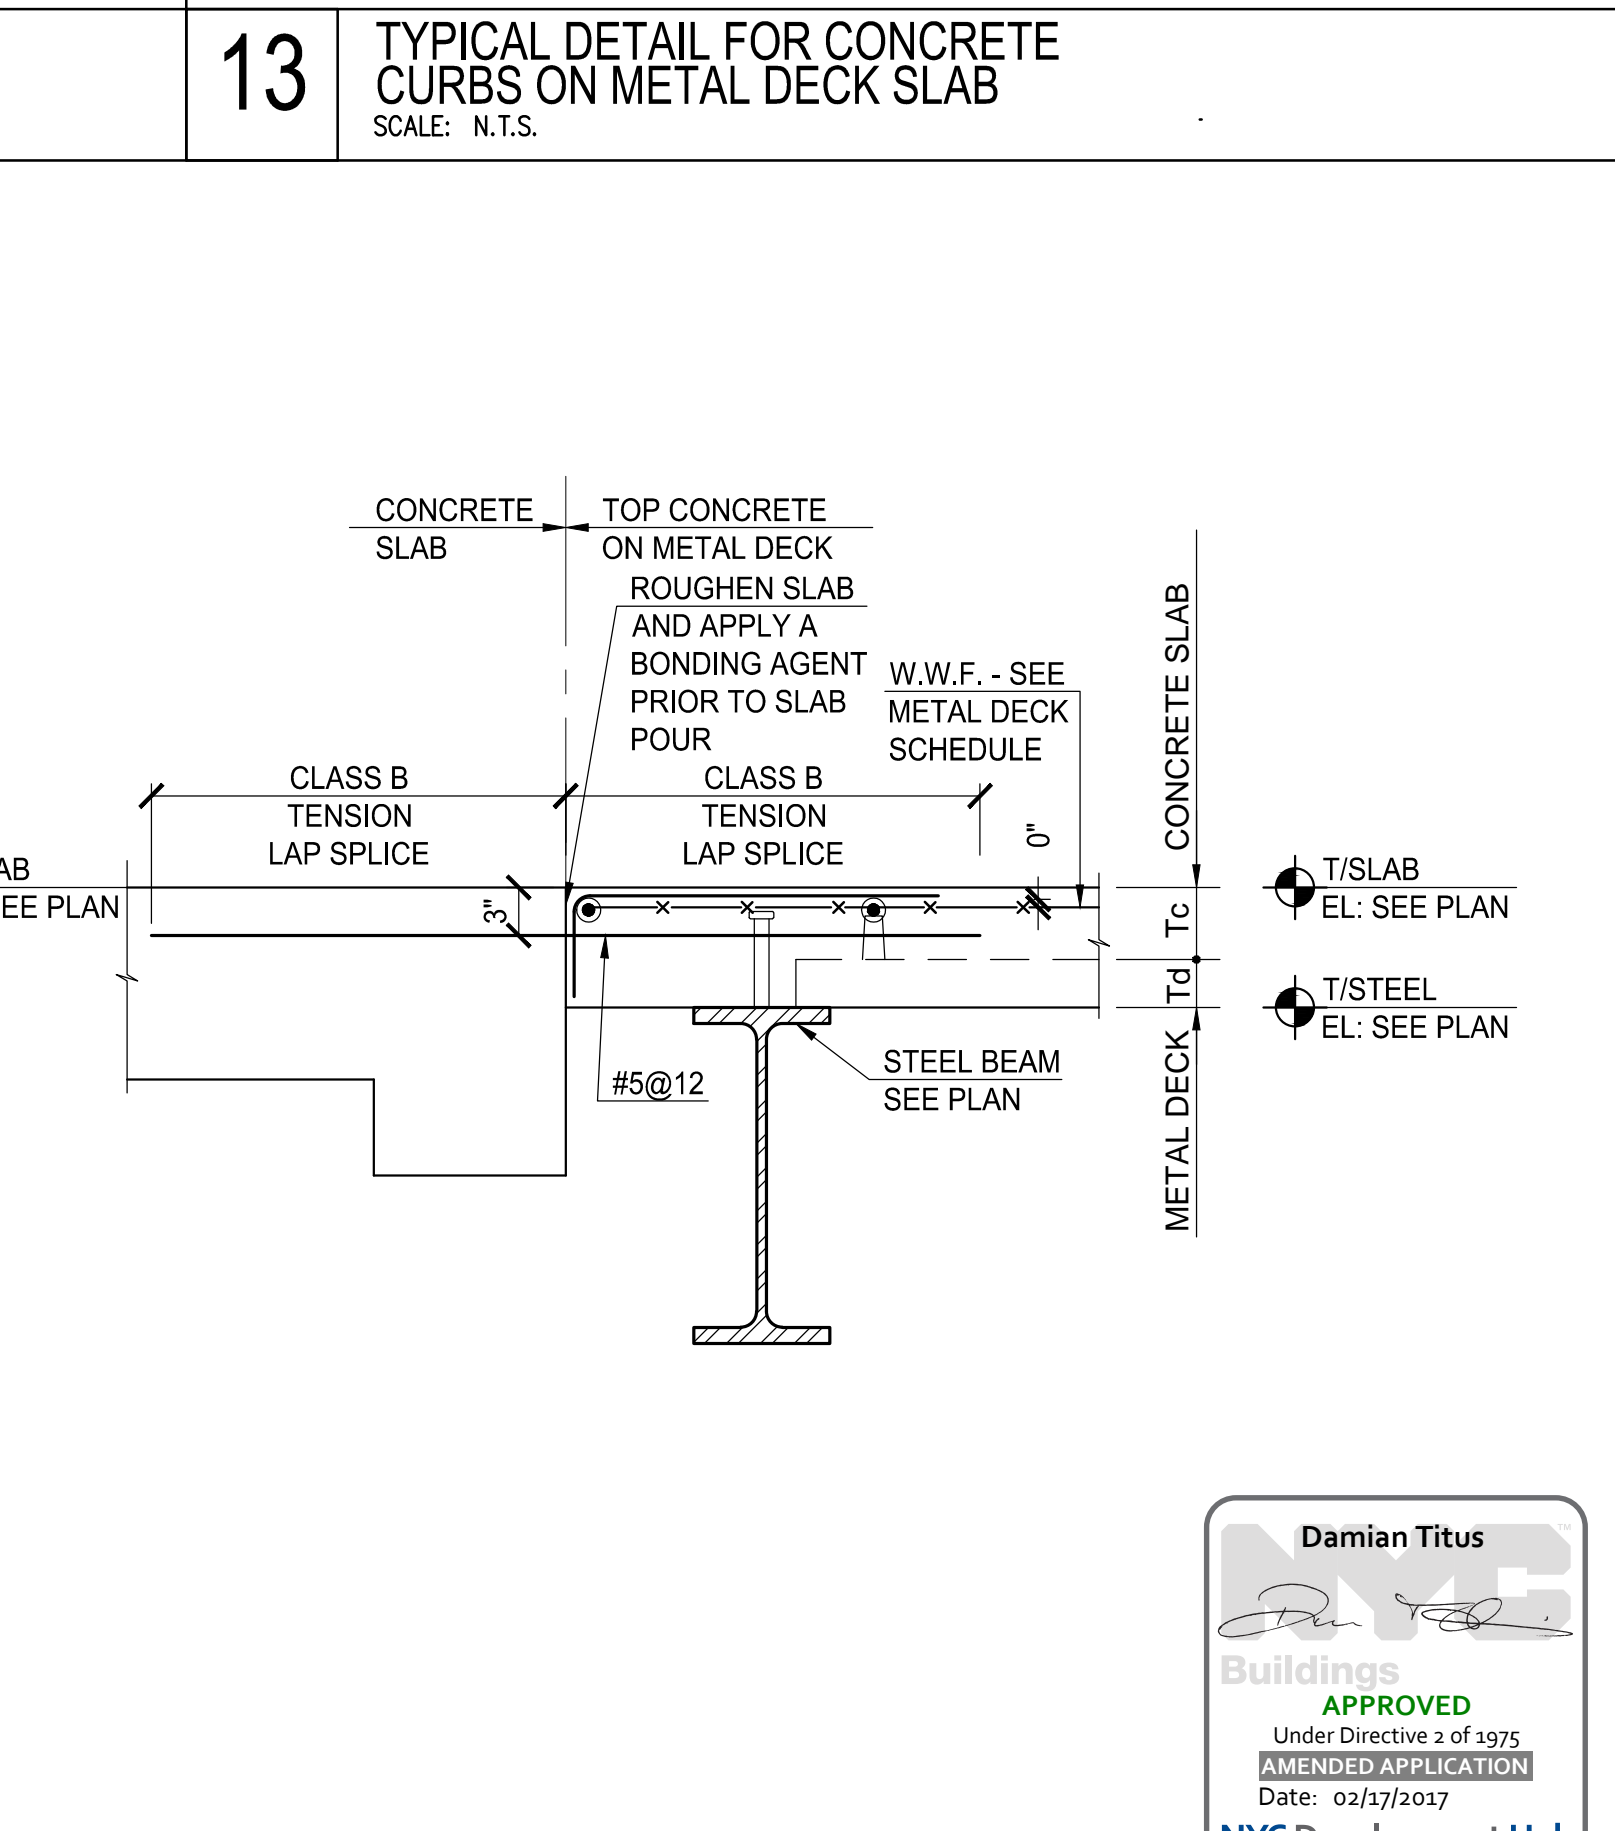 13
TYPICAL DETAIL FOR CONCRETE
CURBS ON METAL DECK SLAB
SCALE: N.T.S.
CONCRETE
SLAB
TOP CONCRETE
ON METAL DECK
ROUGHEN SLAB
AND APPLY A
BONDING AGENT
PRIOR TO SLAB
POUR
W.W.F. - SEE
METAL DECK
SCHEDULE
CLASS B
TENSION
LAP SPLICE
CLASS B
TENSION
LAP SPLICE
0"
CONCRETE SLAB
AB
EE PLAN
3"
Tc
T/SLAB
EL: SEE PLAN
Td
T/STEEL
EL: SEE PLAN
METAL DECK
#5@12
STEEL BEAM
SEE PLAN
Damian Titus
NYC
TM
Buildings
APPROVED
Under Directive 2 of 1975
AMENDED APPLICATION
Date: 02/17/2017